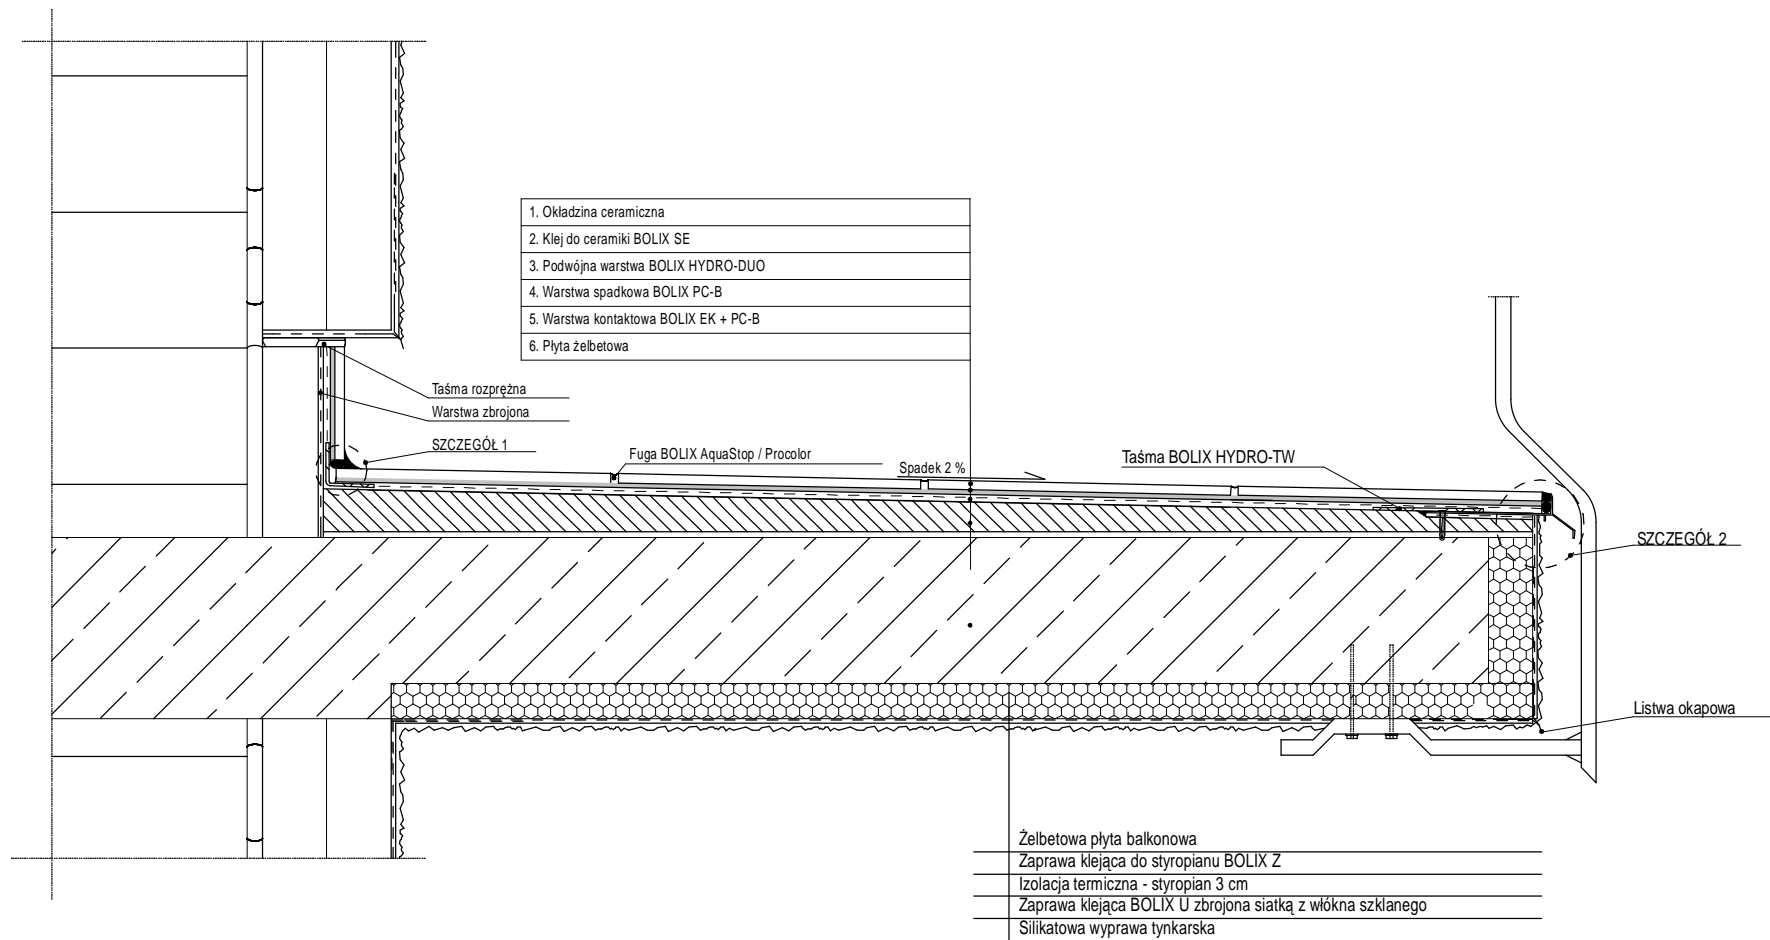 1. Okładzina ceramiczna
2. Klej do ceramiki BOLIX SE
3. Podwójna warstwa BOLIX HYDRO-DUO
4. Warstwa spadkowa BOLIX PC-B
5. Warstwa kontaktowa BOLIX EK + PC-B
6. Płyta żelbetowa
Taśma rozprężna
Warstwa zbrojona
SZCZEGÓŁ 1
Fuga BOLIX AquaStop / Procolor
Spadek 2 %
Taśma BOLIX HYDRO-TW
SZCZEGÓŁ 2
Listwa okapowa
Żelbetowa płyta balkonowa
Zaprawa klejąca do styropianu BOLIX Z
Izolacja termiczna - styropian 3 cm
Zaprawa klejąca BOLIX U zbrojona siatką z włókna szklanego
Silikatowa wyprawa tynkarska